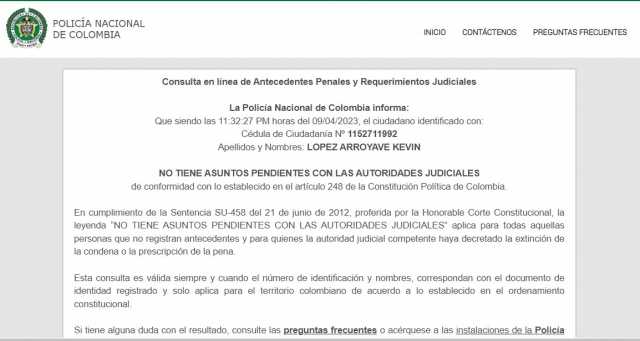 POLICÍA NACIONAL
DE COLOMBIA
INICIO CONTÁCTENOS PREGUNTAS FRECUENTES
Consulta en línea de Antecedentes Penales y Requerimientos Judiciales
La Policía Nacional de Colombia informa:
Que siendo las 11:32:27 PM horas del 09/04/2023, el ciudadano identificado con:
Cédula de Ciudadanía Nº 1152711992
Apellidos y Nombres: LOPEZ ARROYAVE KEVIN
NO TIENE ASUNTOS PENDIENTES CON LAS AUTORIDADES JUDICIALES
de conformidad con lo establecido en el artículo 248 de la Constitución Política de Colombia.
En cumplimiento de la Sentencia SU-458 del 21 de junio de 2012, proferida por la Honorable Corte Constitucional, la
leyenda "NO TIENE ASUNTOS PENDIENTES CON LAS AUTORIDADES JUDICIALES" aplica para todas aquellas
personas que no registran antecedentes y para quienes la autoridad judicial competente haya decretado la extinción de
la condena o la prescripción de la pena.
Esta consulta es válida siempre y cuando el número de identificación y nombres, correspondan con el documento de
identidad registrado y solo aplica para el territorio colombiano de acuerdo a lo establecido en el ordenamiento
constitucional.
Si tiene alguna duda con el resultado, consulte las preguntas frecuentes o acérquese a las instalaciones de la Policía